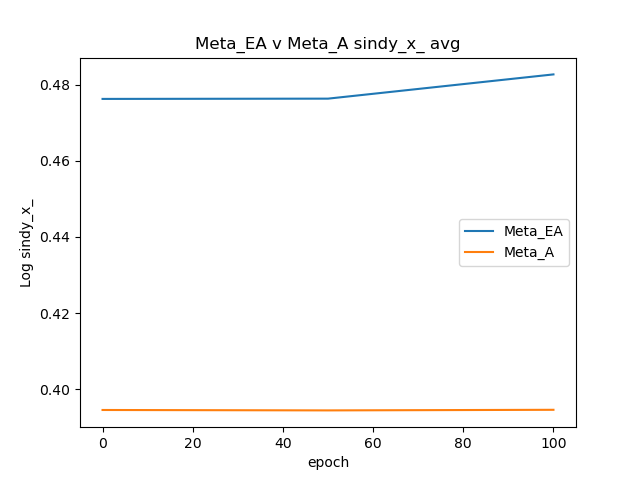 Meta_EA v Meta_A sindy_x_ avg
Log sindy_x_
0.48
0.46
0.44
0.42
0.40
Meta_EA
Meta_A
0 20 40 60 80 100
epoch